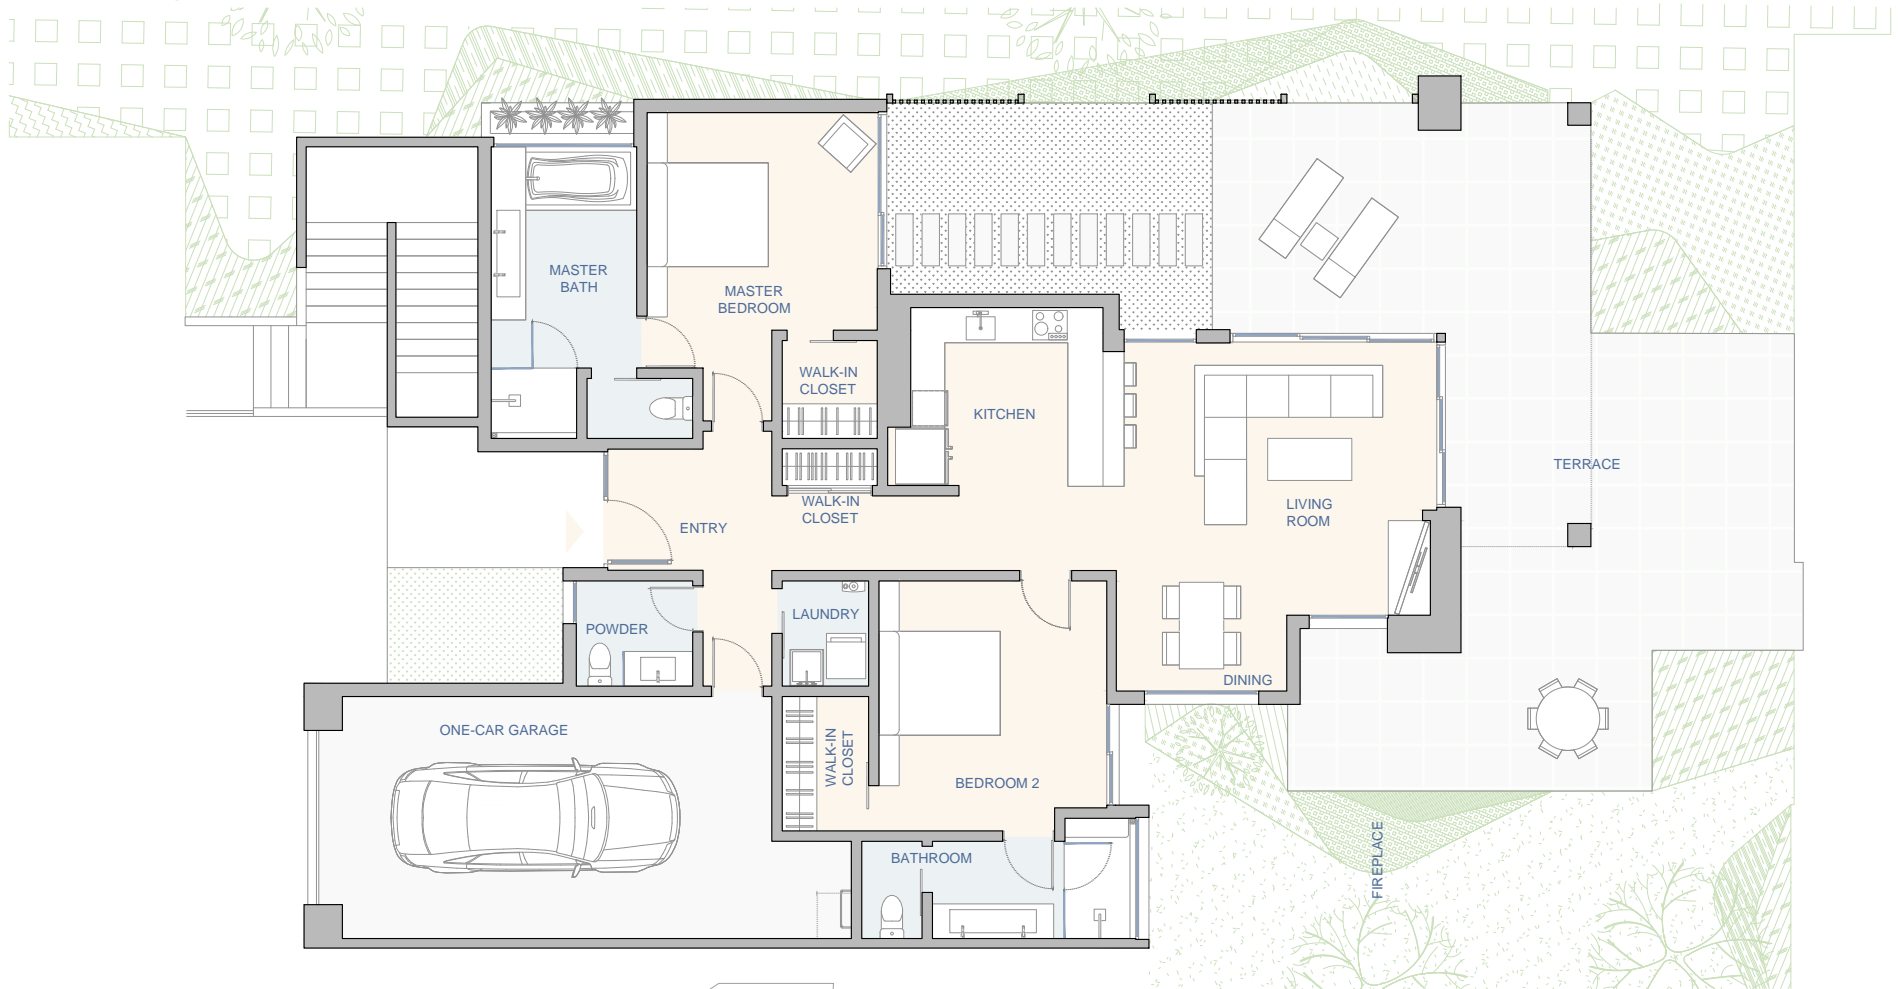 MASTER
BATH
MASTER
BEDROOM
WALK-IN
CLOSET
KITCHEN
WALK-IN
CLOSET
ENTRY
LIVING
ROOM
TERRACE
POWDER
LAUNDRY
DINING
ONE-CAR GARAGE
WALK-IN
CLOSET
BEDROOM 2
BATHROOM
FIREPLACE